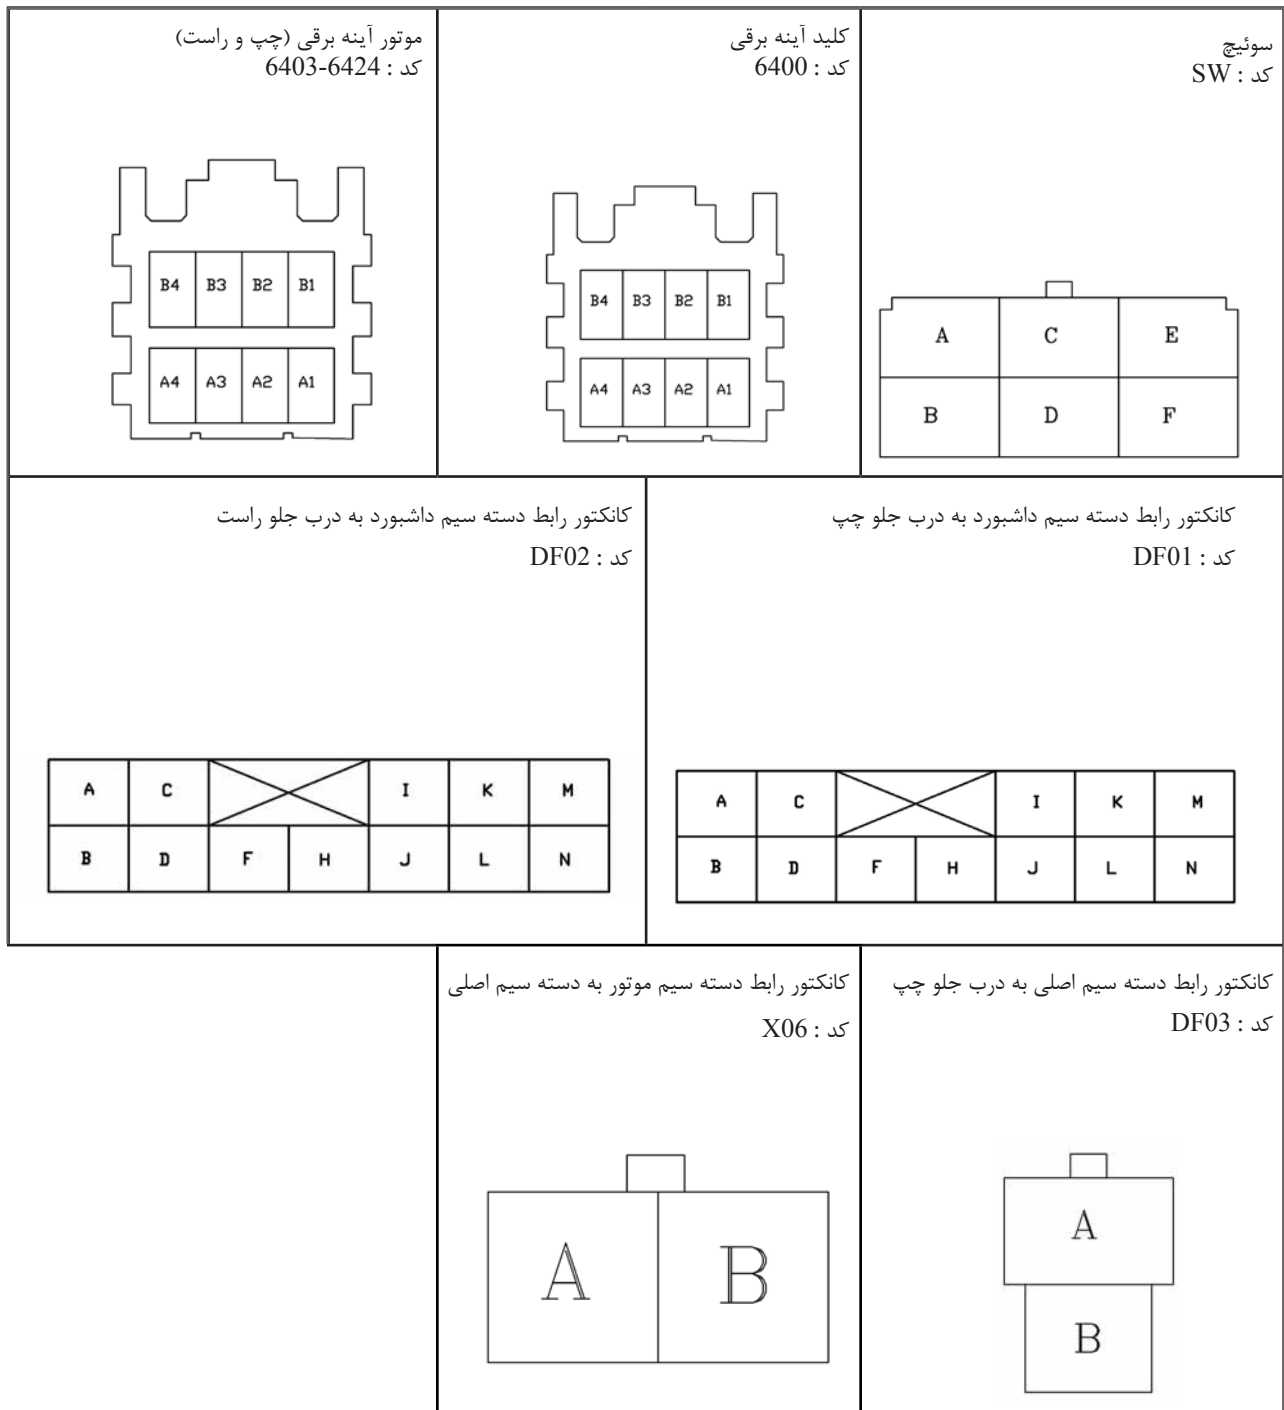 سوئیچ
کد : SW
A C E
B D F
کلید آینه برقی
کد : 6400
B4 B3 B2 B1
A4 A3 A2 A1
موتور آینه برقی (چپ و راست)
کد : 6403-6424
B4 B3 B2 B1
A4 A3 A2 A1
کانکتور رابط دسته سیم داشبورد به درب جلو چپ
کد : DF01
A C I K M
B D F H J L N
کانکتور رابط دسته سیم داشبورد به درب جلو راست
کد : DF02
A C I K M
B D F H J L N
کانکتور رابط دسته سیم اصلی به درب جلو چپ
کد : DF03
A
B
کانکتور رابط دسته سیم موتور به دسته سیم اصلی
کد : X06
A B